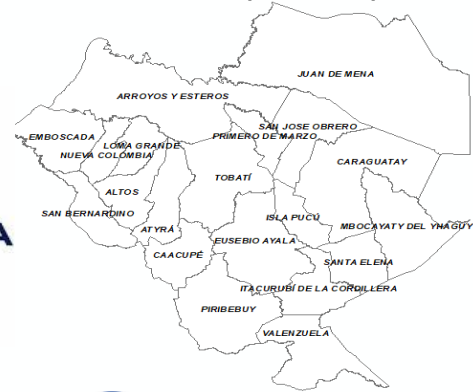 JUAN DE MENA
ARROYOS Y ESTEROS
SAN JOSE OBRERO
EMBOSCADA
PRIMERO DE MARZO
LOMA GRANDE
NUEVA COLOMBIA
CARAGUATAY
TOBATÍ
ALTOS
SAN BERNARDINO
ISLA PUCÚ
MBOCAYATY DEL YHAGUY
ATYRÁ
EUSEBIO AYALA
CAACUPÉ
SANTA ELENA
ITACURUBÍ DE LA CORDILLERA
PIRIBEBUY
VALENZUELA
A